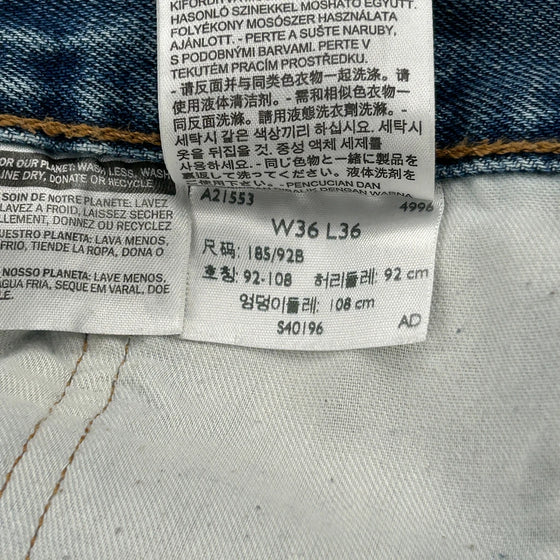 KIFORDÍTVA
HASONLÓ SZINEKKEL MOSHATÓ EGYÜTT.
FOLYÉKONY MOSÓSZER HASZNÁLATA
AJÁNLOTT. - PERTE A SUŠTE NARUBY,
S PODOBNÝMI BARVAMI. PERTE V
TEKUTÉM PRACÍM PROSTŘEDKU.
- 请反面并与同类色衣物一起洗涤。请
使用液体清洁剂。- 需和相似色衣物
一同反面洗滌。請使用液體洗衣劑洗滌。
- 세탁시 같은 색상끼리 하십시요. 세탁시
옷을 뒤집을 것. 중성 액체 세제를
사용하세요. - 同じ色物と一緒に製品を
裏返して洗ってください。液体洗剤を
- PENCUCIAN DAN
DENGAN WARNA
FOR OUR PLANET: WASH LESS, WASH
LINE DRY, DONATE OR RECYCLE
SOIN DE NOTRE PLANÈTE: LAVEZ
LAVEZ A FROID, LAISSEZ SECHER
DONNEZ OU RECYCLEZ
NUESTRO PLANETA: LAVA MENOS,
FRIO, TIENDE LA ROPA, DONA O
NOSSO PLANETA: LAVE MENOS,
ÁGUA FRIA, SEQUE EM VARAL, DOE
A21553 4996
W36 L36
尺码: 185/92B
호칭: 92-108 허리둘레: 92 cm
엉덩이둘레: 108 cm
S40196 AD